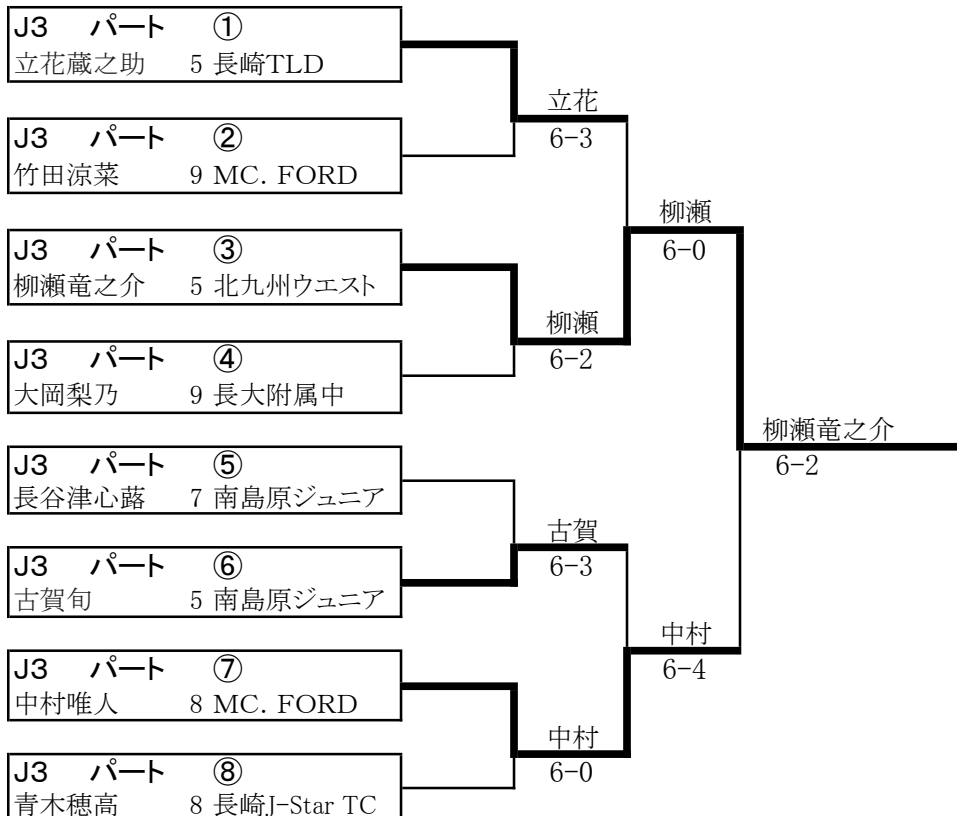 J3 パート ①
立花蔵之助 5 長崎TLD
立花
6-3
J3 パート ②
竹田涼菜 9 MC. FORD
柳瀬
6-0
J3 パート ③
柳瀬竜之介 5 北九州ウエスト
柳瀬
6-2
J3 パート ④
大岡梨乃 9 長大附属中
柳瀬竜之介
6-2
J3 パート ⑤
長谷津心蕗 7 南島原ジュニア
古賀
6-3
J3 パート ⑥
古賀旬 5 南島原ジュニア
中村
6-4
J3 パート ⑦
中村唯人 8 MC. FORD
中村
6-0
J3 パート ⑧
青木穂高 8 長崎J-Star TC